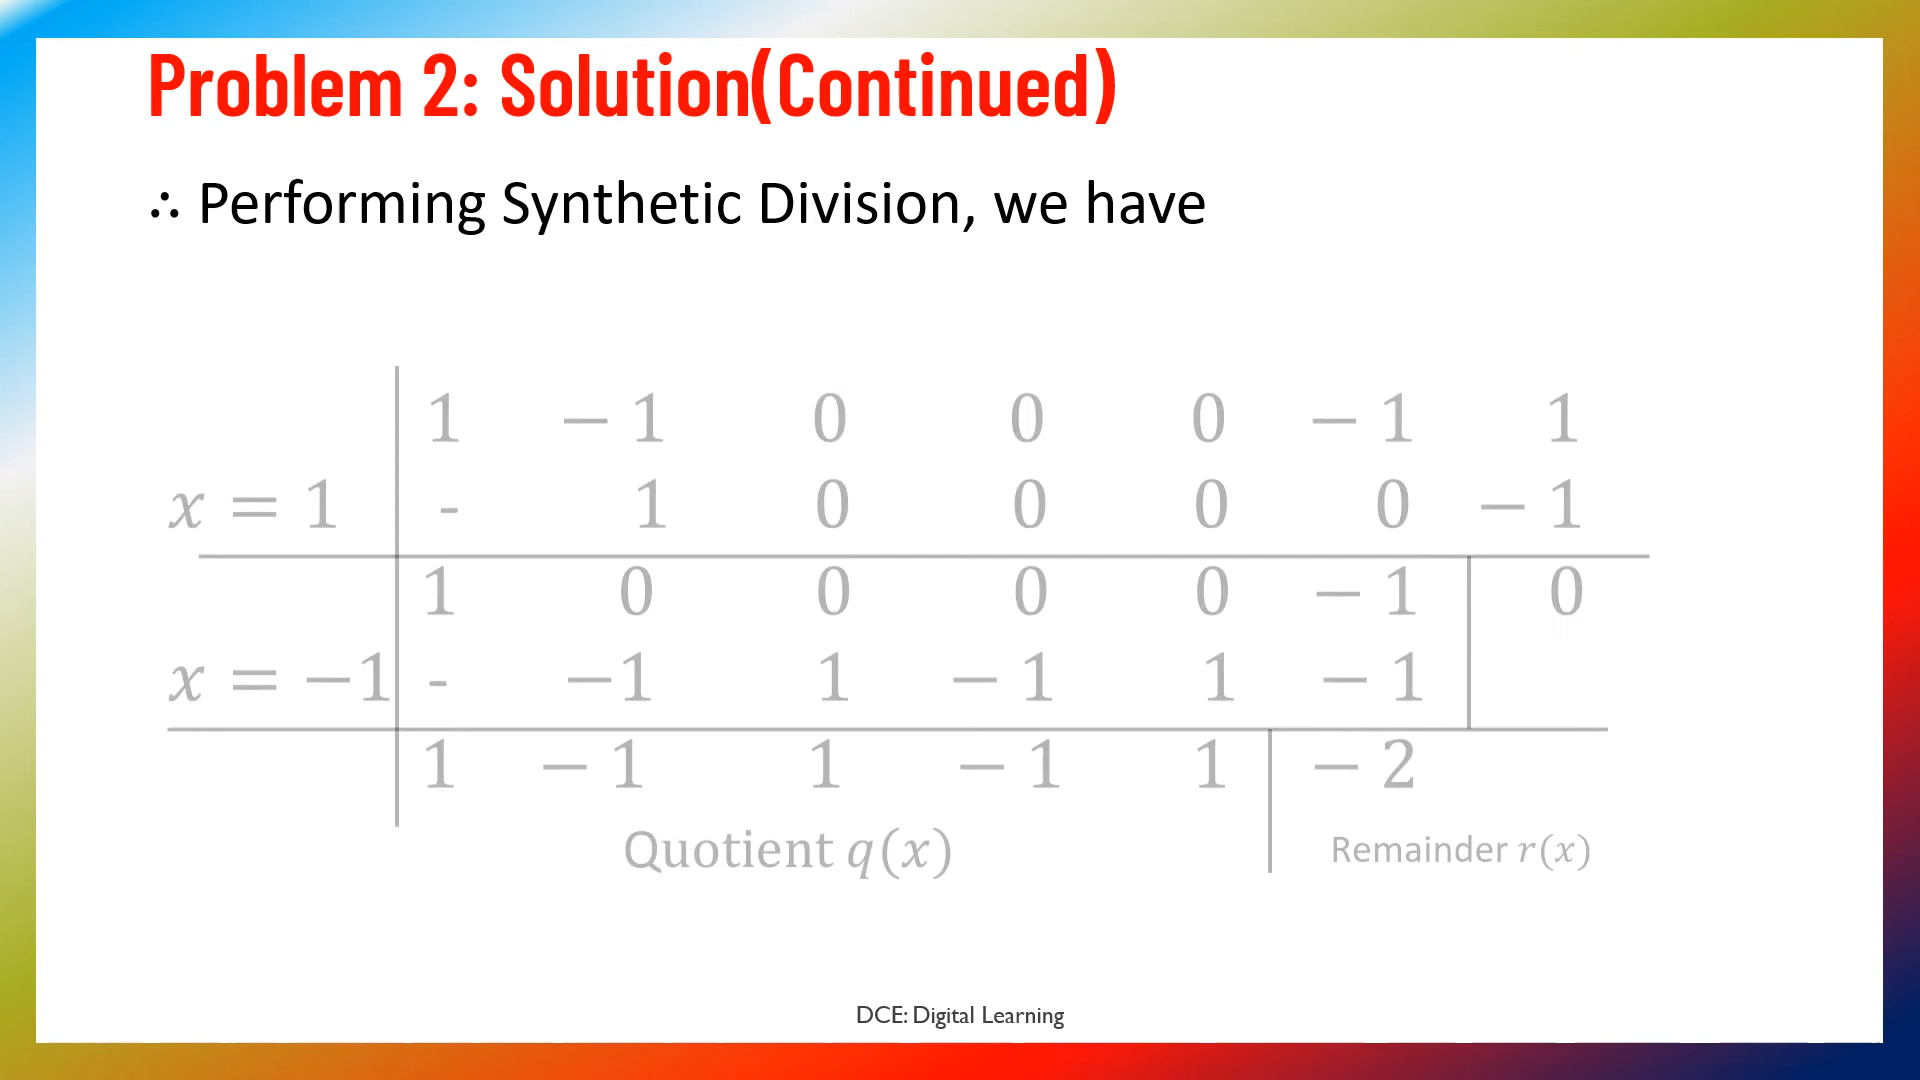 Problem 2: Solution(Continued)
∴ Performing Synthetic Division, we have
1 − 1 0 0 0 − 1 1
x = 1 - 1 0 0 0 0 − 1
1 0 0 0 0 − 1 0
x = −1 - −1 1 − 1 1 − 1
1 − 1 1 − 1 1 − 2
Quotient q(x) Remainder r(x)
DCE: Digital Learning